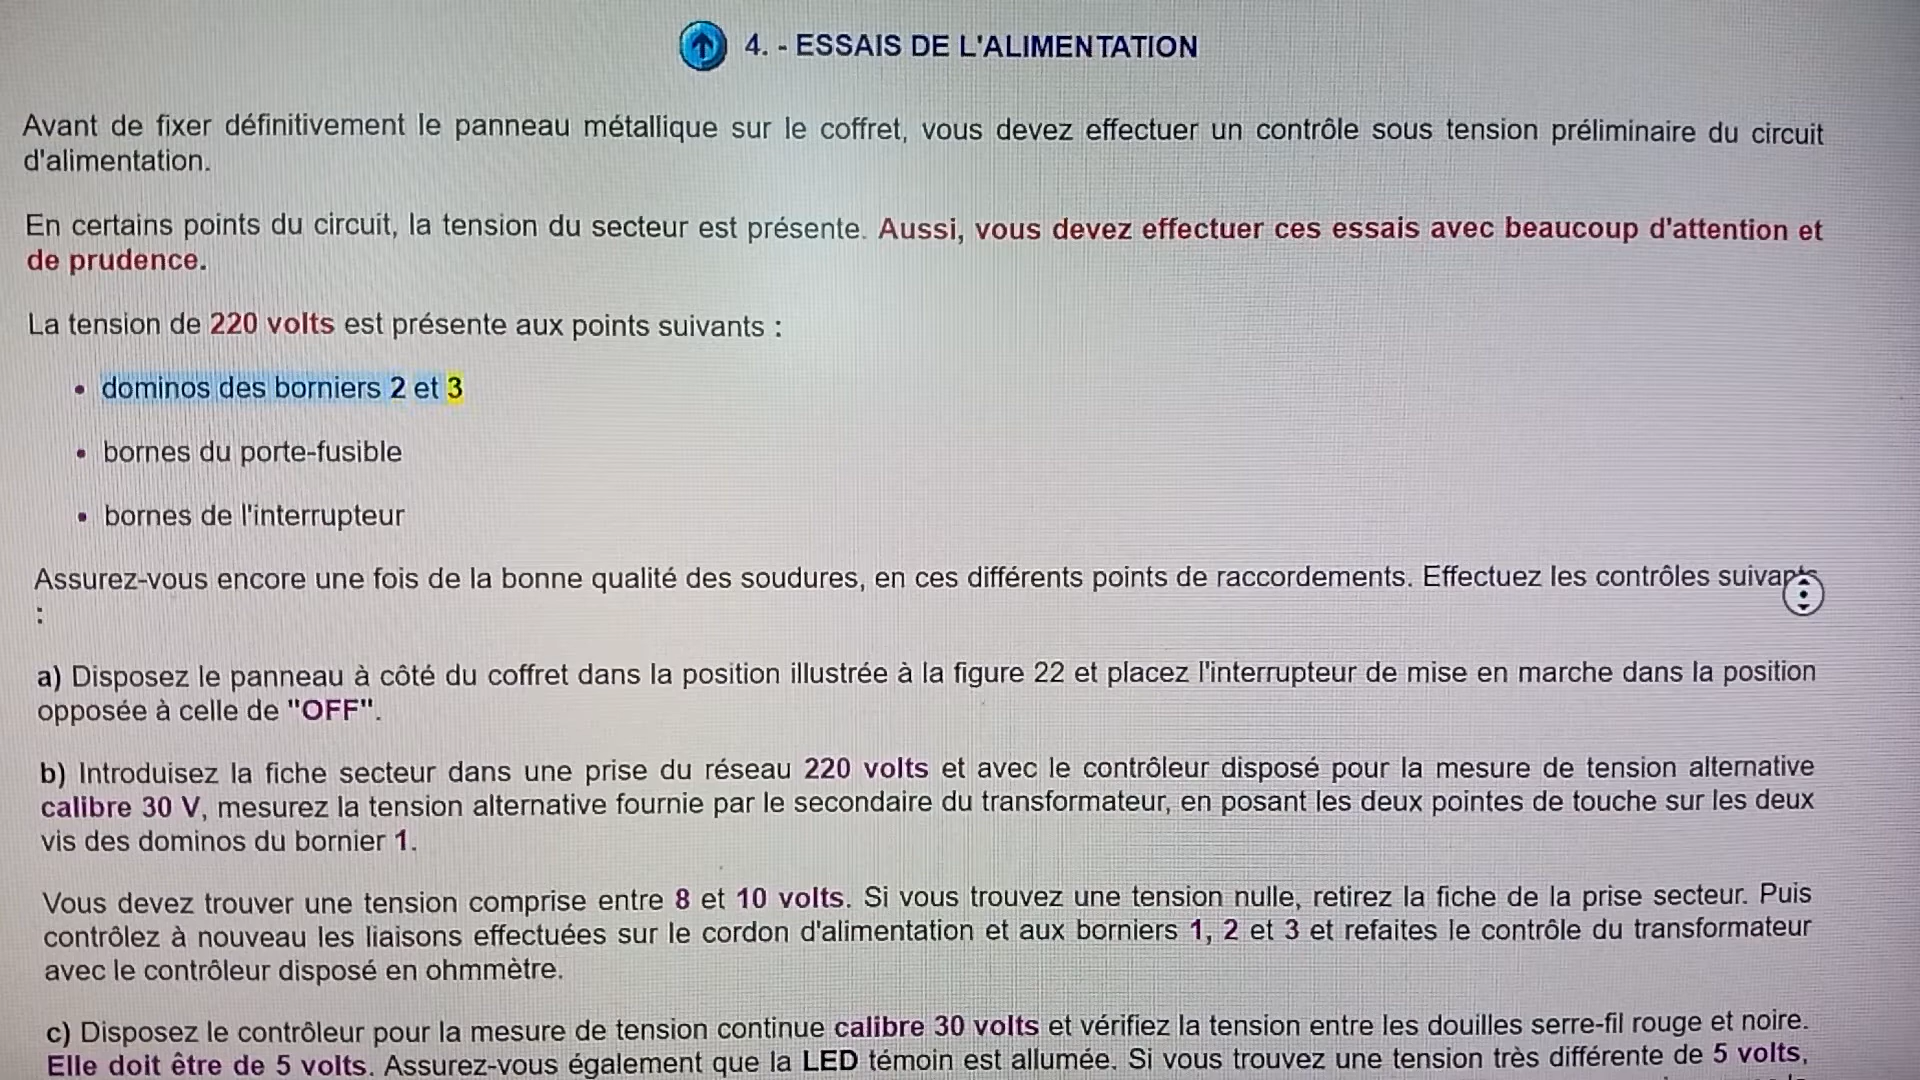 4. - ESSAIS DE L'ALIMENTATION
Avant de fixer définitivement le panneau métallique sur le coffret, vous devez effectuer un contrôle sous tension préliminaire du circuit
d'alimentation.
En certains points du circuit, la tension du secteur est présente. Aussi, vous devez effectuer ces essais avec beaucoup d'attention et
de prudence.
La tension de 220 volts est présente aux points suivants :
• dominos des borniers 2 et 3
• bornes du porte-fusible
• bornes de l'interrupteur
Assurez-vous encore une fois de la bonne qualité des soudures, en ces différents points de raccordements. Effectuez les contrôles suivants
:
a) Disposez le panneau à côté du coffret dans la position illustrée à la figure 22 et placez l'interrupteur de mise en marche dans la position
opposée à celle de "OFF".
b) Introduisez la fiche secteur dans une prise du réseau 220 volts et avec le contrôleur disposé pour la mesure de tension alternative
calibre 30 V, mesurez la tension alternative fournie par le secondaire du transformateur, en posant les deux pointes de touche sur les deux
vis des dominos du bornier 1.
Vous devez trouver une tension comprise entre 8 et 10 volts. Si vous trouvez une tension nulle, retirez la fiche de la prise secteur. Puis
contrôlez à nouveau les liaisons effectuées sur le cordon d'alimentation et aux borniers 1, 2 et 3 et refaites le contrôle du transformateur
avec le contrôleur disposé en ohmmètre.
c) Disposez le contrôleur pour la mesure de tension continue calibre 30 volts et vérifiez la tension entre les douilles serre-fil rouge et noire.
Elle doit être de 5 volts. Assurez-vous également que la LED témoin est allumée. Si vous trouvez une tension très différente de 5 volts,